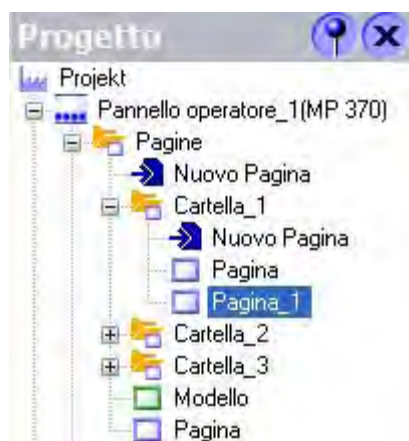 Progetto
Projekt
Pannello operatore_1(MP 370)
Pagine
Nuovo Pagina
Cartella_1
Nuovo Pagina
Pagina
Pagina_1
Cartella_2
Cartella_3
Modello
Pagina